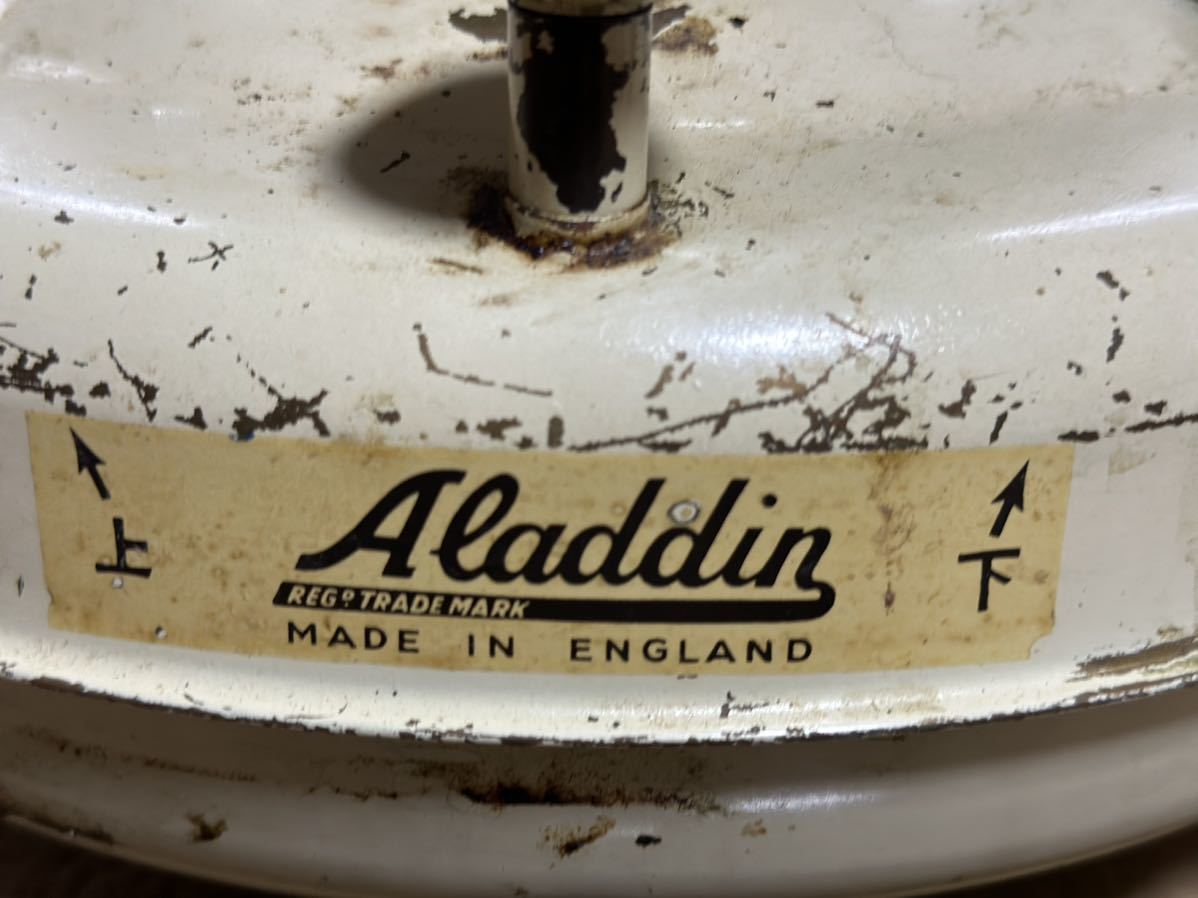 Aladdin
REGD TRADE MARK
MADE IN ENGLAND
上
下